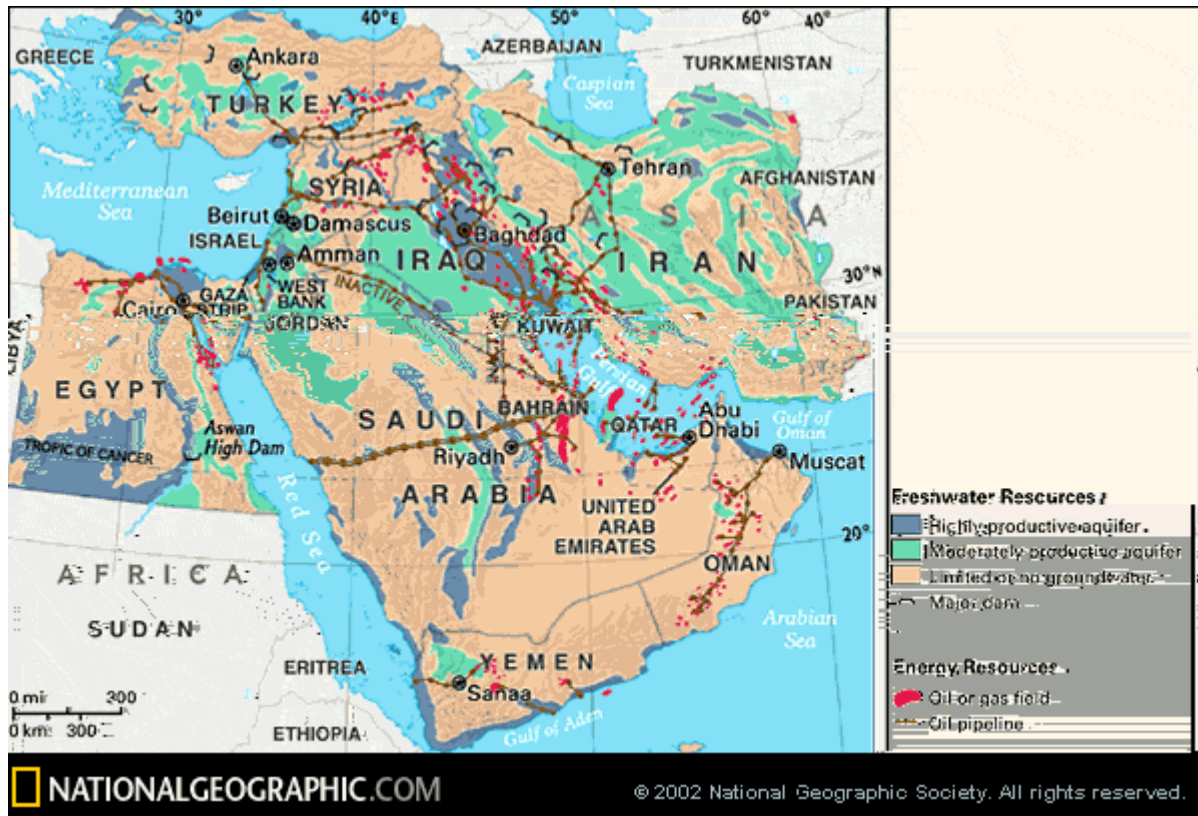 30°
40°E
50°
60°
40°
GREECE
Ankara
AZERBAIJAN
TURKMENISTAN
Caspian
Sea
TURKEY
Tehran
Mediterranean
Sea
SYRIA
AFGHANISTAN
Beirut
Damascus
ASIA
ISRAEL
Baghdad
Amman
IRAQ
IRAN
WEST
BANK
INACTIVE
30°N
GAZA
STRIP
Cairo
JORDAN
KUWAIT
PAKISTAN
LIBYA
Persian
Gulf
EGYPT
SAUDI
BAHRAIN
Abu
Dhabi
QATAR
Gulf of
Oman
Aswan
High Dam
TROPIC OF CANCER
Riyadh
Muscat
ARABIA
Red Sea
UNITED
ARAB
EMIRATES
Freshwater Resources
Highly productive aquifer
Moderately productive aquifer
Limited or no groundwater
Major dam
20°
OMAN
AFRICA
SUDAN
Arabian
Sea
ERITREA
YEMEN
Sanaa
Energy Resources
Oil or gas field
Oil pipeline
0 mi 300
0 km 300
ETHIOPIA
Gulf of Aden
NATIONALGEOGRAPHIC.COM
© 2002 National Geographic Society. All rights reserved.